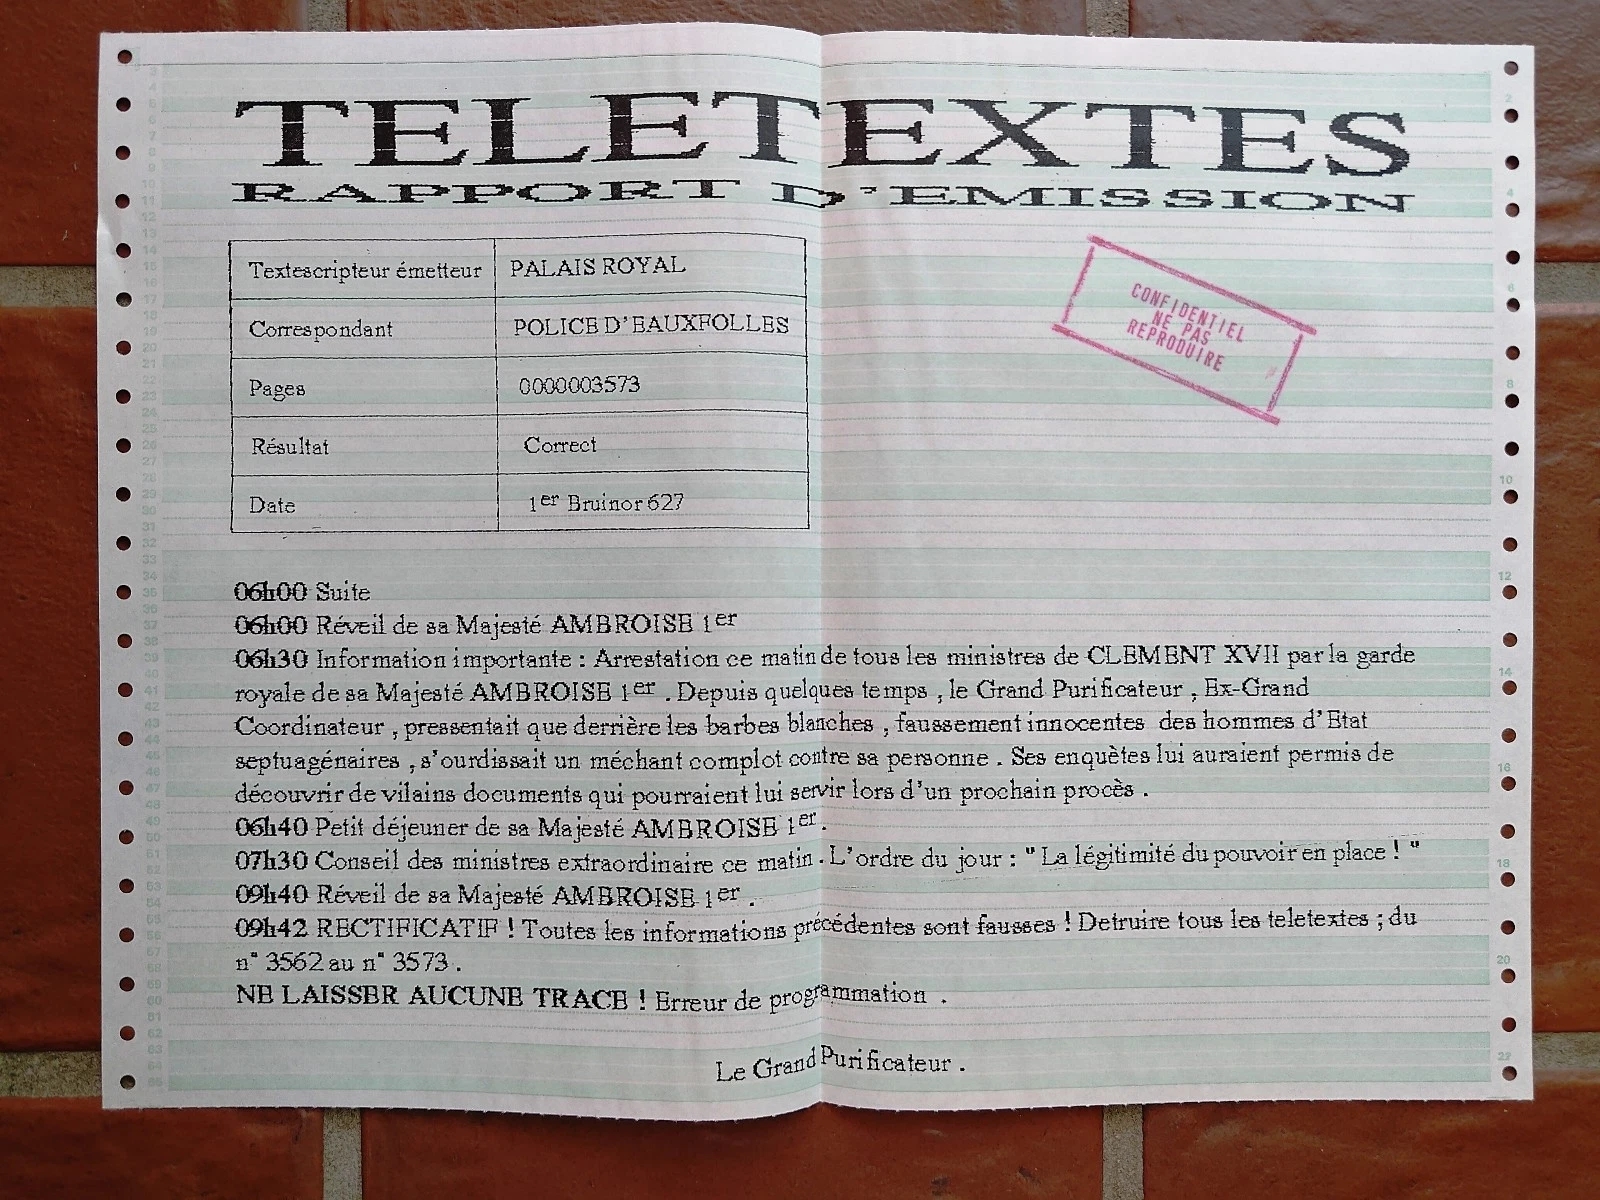 TELETEXTES
RAPPORT D'EMISSION
Textescripteur émetteur PALAIS ROYAL
Correspondant POLICE D'EAUXFOLLES
Pages 0000003573
Résultat Correct
Date 1er Bruinor 627
CONFIDENTIEL
NE PAS
REPRODUIRE
06h00 Suite
06h00 Réveil de sa Majesté AMBROISE 1er
06h30 Information importante : Arrestation ce matin de tous les ministres de CLEMENT XVII par la garde
royale de sa Majesté AMBROISE 1er . Depuis quelques temps , le Grand Purificateur , Ex-Grand
Coordinateur , pressentait que derrière les barbes blanches , faussement innocentes des hommes d'Etat
septuagénaires , s'ourdissait un méchant complot contre sa personne . Ses enquètes lui auraient permis de
découvrir de vilains documents qui pourraient lui servir lors d'un prochain procès .
06h40 Petit déjeuner de sa Majesté AMBROISE 1er .
07h30 Conseil des ministres extraordinaire ce matin . L'ordre du jour : " La légitimité du pouvoir en place ! "
09h40 Réveil de sa Majesté AMBROISE 1er .
09h42 RECTIFICATIF ! Toutes les informations précédentes sont fausses ! Detruire tous les teletextes ; du
n° 3562 au n° 3573 .
NE LAISSER AUCUNE TRACE ! Erreur de programmation .
Le Grand Purificateur .